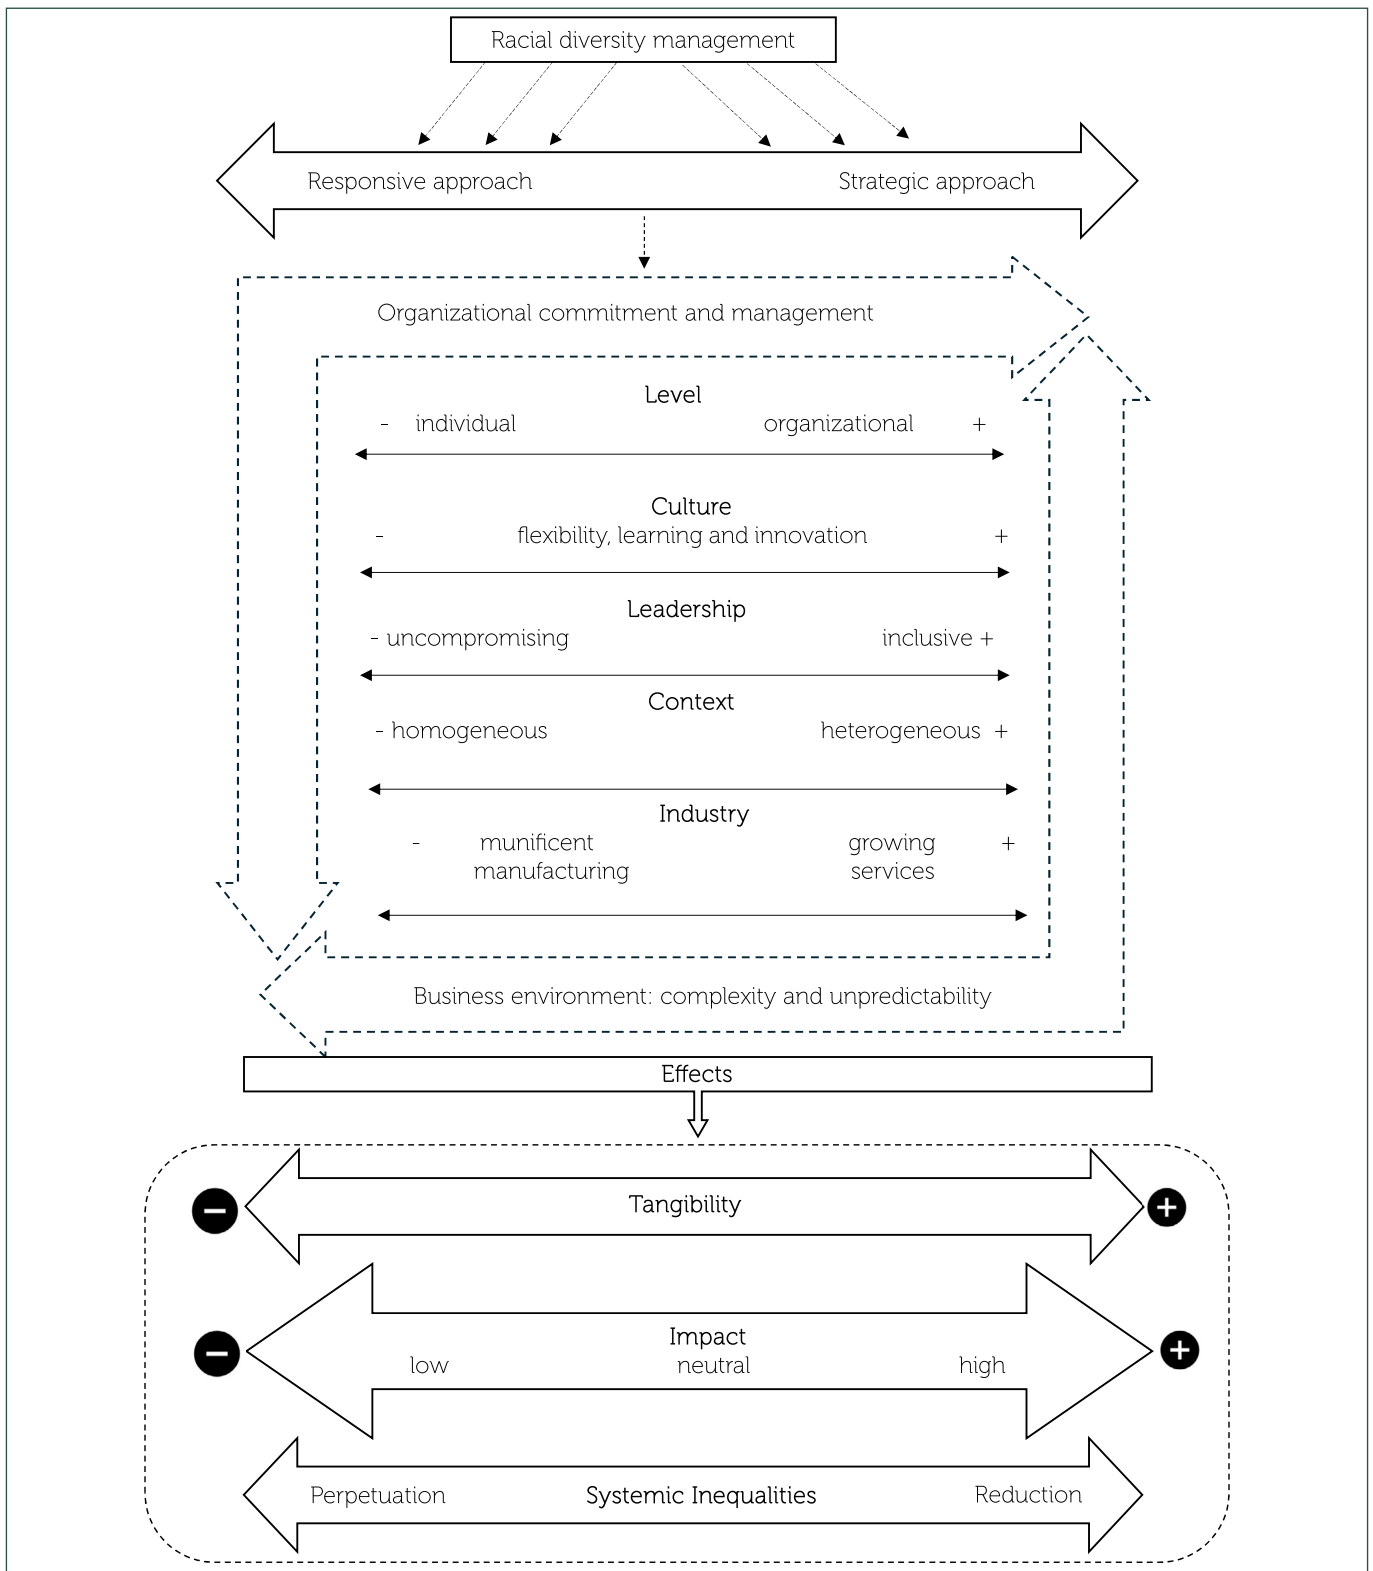 Racial diversity management
Responsive approach
Strategic approach
Organizational commitment and management
Level
- individual organizational +
Culture
- flexibility, learning and innovation +
Leadership
- uncompromising inclusive +
Context
- homogeneous heterogeneous +
Industry
- munificent growing +
manufacturing services
Business environment: complexity and unpredictability
Effects
− Tangibility +
Impact
− low neutral high +
Perpetuation Systemic Inequalities Reduction